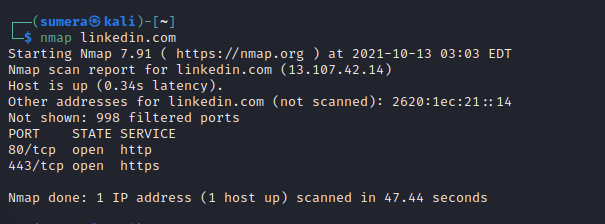 ┌──(sumera㉿kali)-[~]
└─$ nmap linkedin.com
Starting Nmap 7.91 ( https://nmap.org ) at 2021-10-13 03:03 EDT
Nmap scan report for linkedin.com (13.107.42.14)
Host is up (0.34s latency).
Other addresses for linkedin.com (not scanned): 2620:1ec:21::14
Not shown: 998 filtered ports
PORT    STATE SERVICE
80/tcp  open  http
443/tcp open  https

Nmap done: 1 IP address (1 host up) scanned in 47.44 seconds